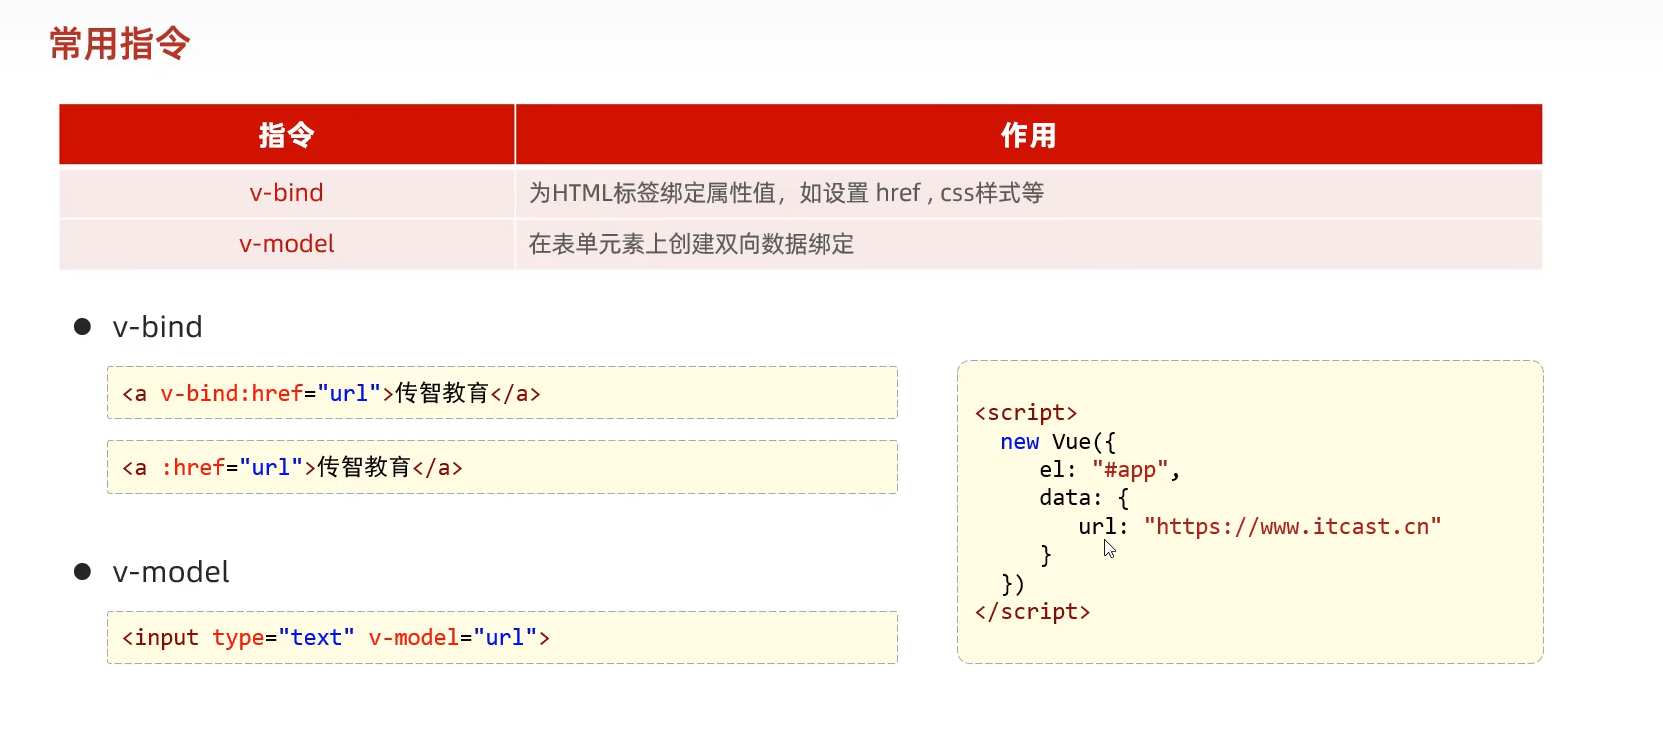 常用指令
指令 作用
v-bind 为HTML标签绑定属性值，如设置 href , css样式等
v-model 在表单元素上创建双向数据绑定
● v-bind
<a v-bind:href="url">传智教育</a>
<a :href="url">传智教育</a>
● v-model
<input type="text" v-model="url">
<script>
new Vue({
el: "#app",
data: {
url: "https://www.itcast.cn"
}
})
</script>